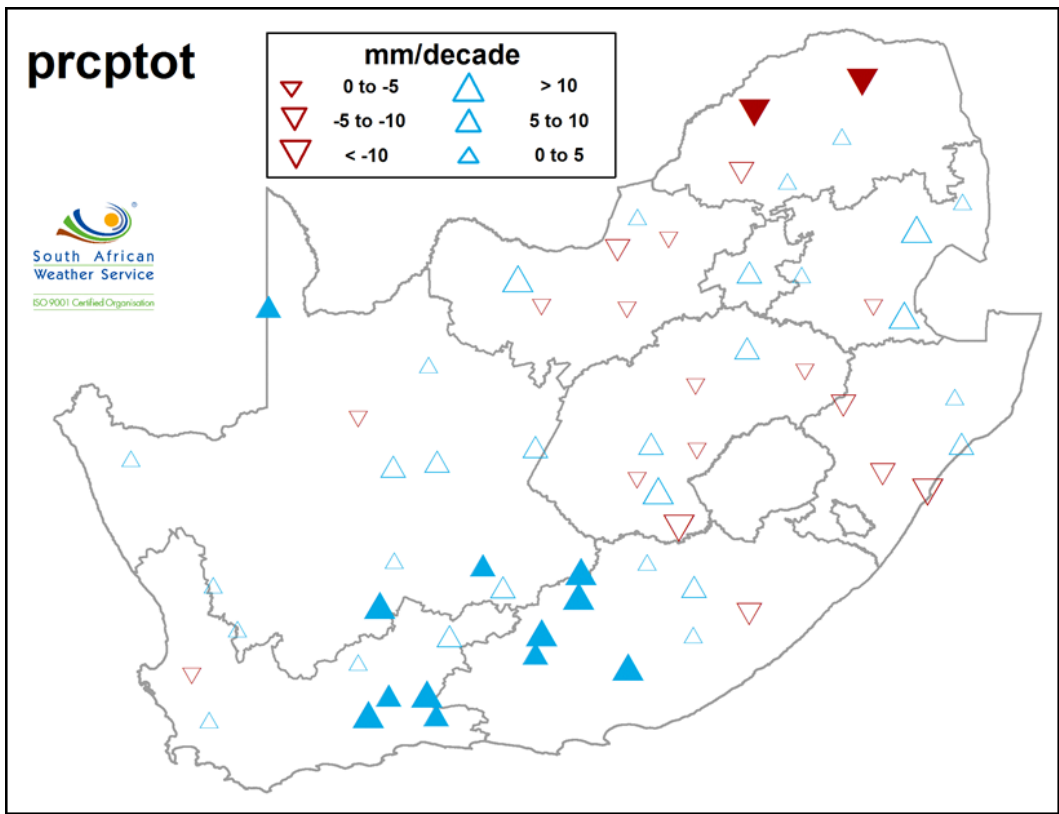 prcptot
mm/decade
0 to -5
> 10
-5 to -10
5 to 10
< -10
0 to 5
®
South African
Weather Service
ISO 9001 Certified Organisation